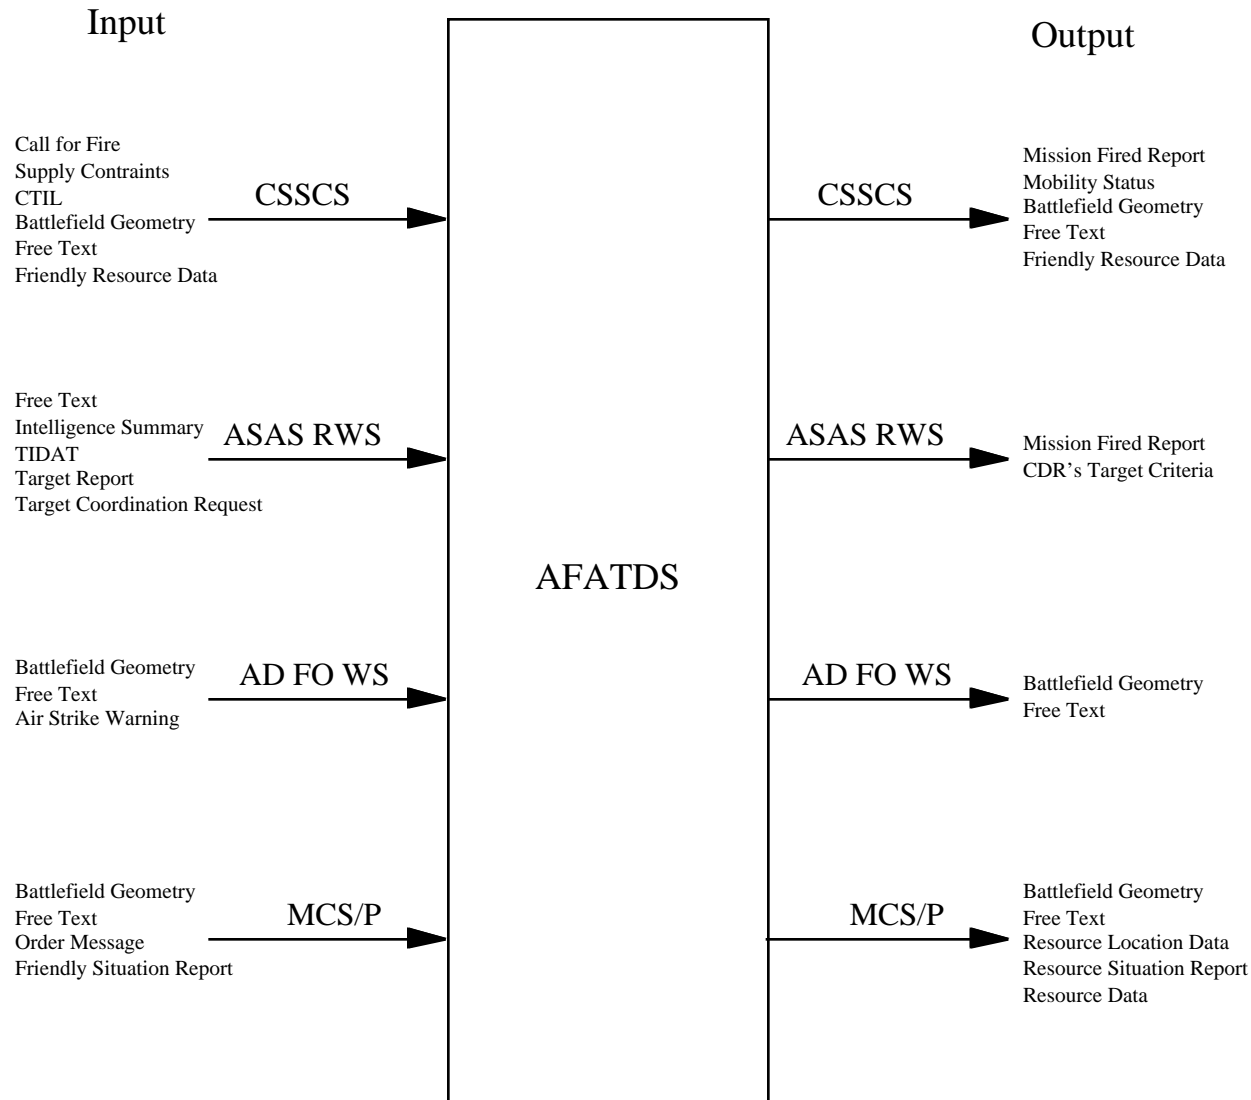 Input
Output
Call for Fire
Supply Contraints
CTIL
Battlefield Geometry
Free Text
Friendly Resource Data
CSSCS
CSSCS
Mission Fired Report
Mobility Status
Battlefield Geometry
Free Text
Friendly Resource Data
Free Text
Intelligence Summary
TIDAT
Target Report
Target Coordination Request
ASAS RWS
ASAS RWS
Mission Fired Report
CDR's Target Criteria
AFATDS
Battlefield Geometry
Free Text
Air Strike Warning
AD FO WS
AD FO WS
Battlefield Geometry
Free Text
Battlefield Geometry
Free Text
Order Message
Friendly Situation Report
MCS/P
MCS/P
Battlefield Geometry
Free Text
Resource Location Data
Resource Situation Report
Resource Data